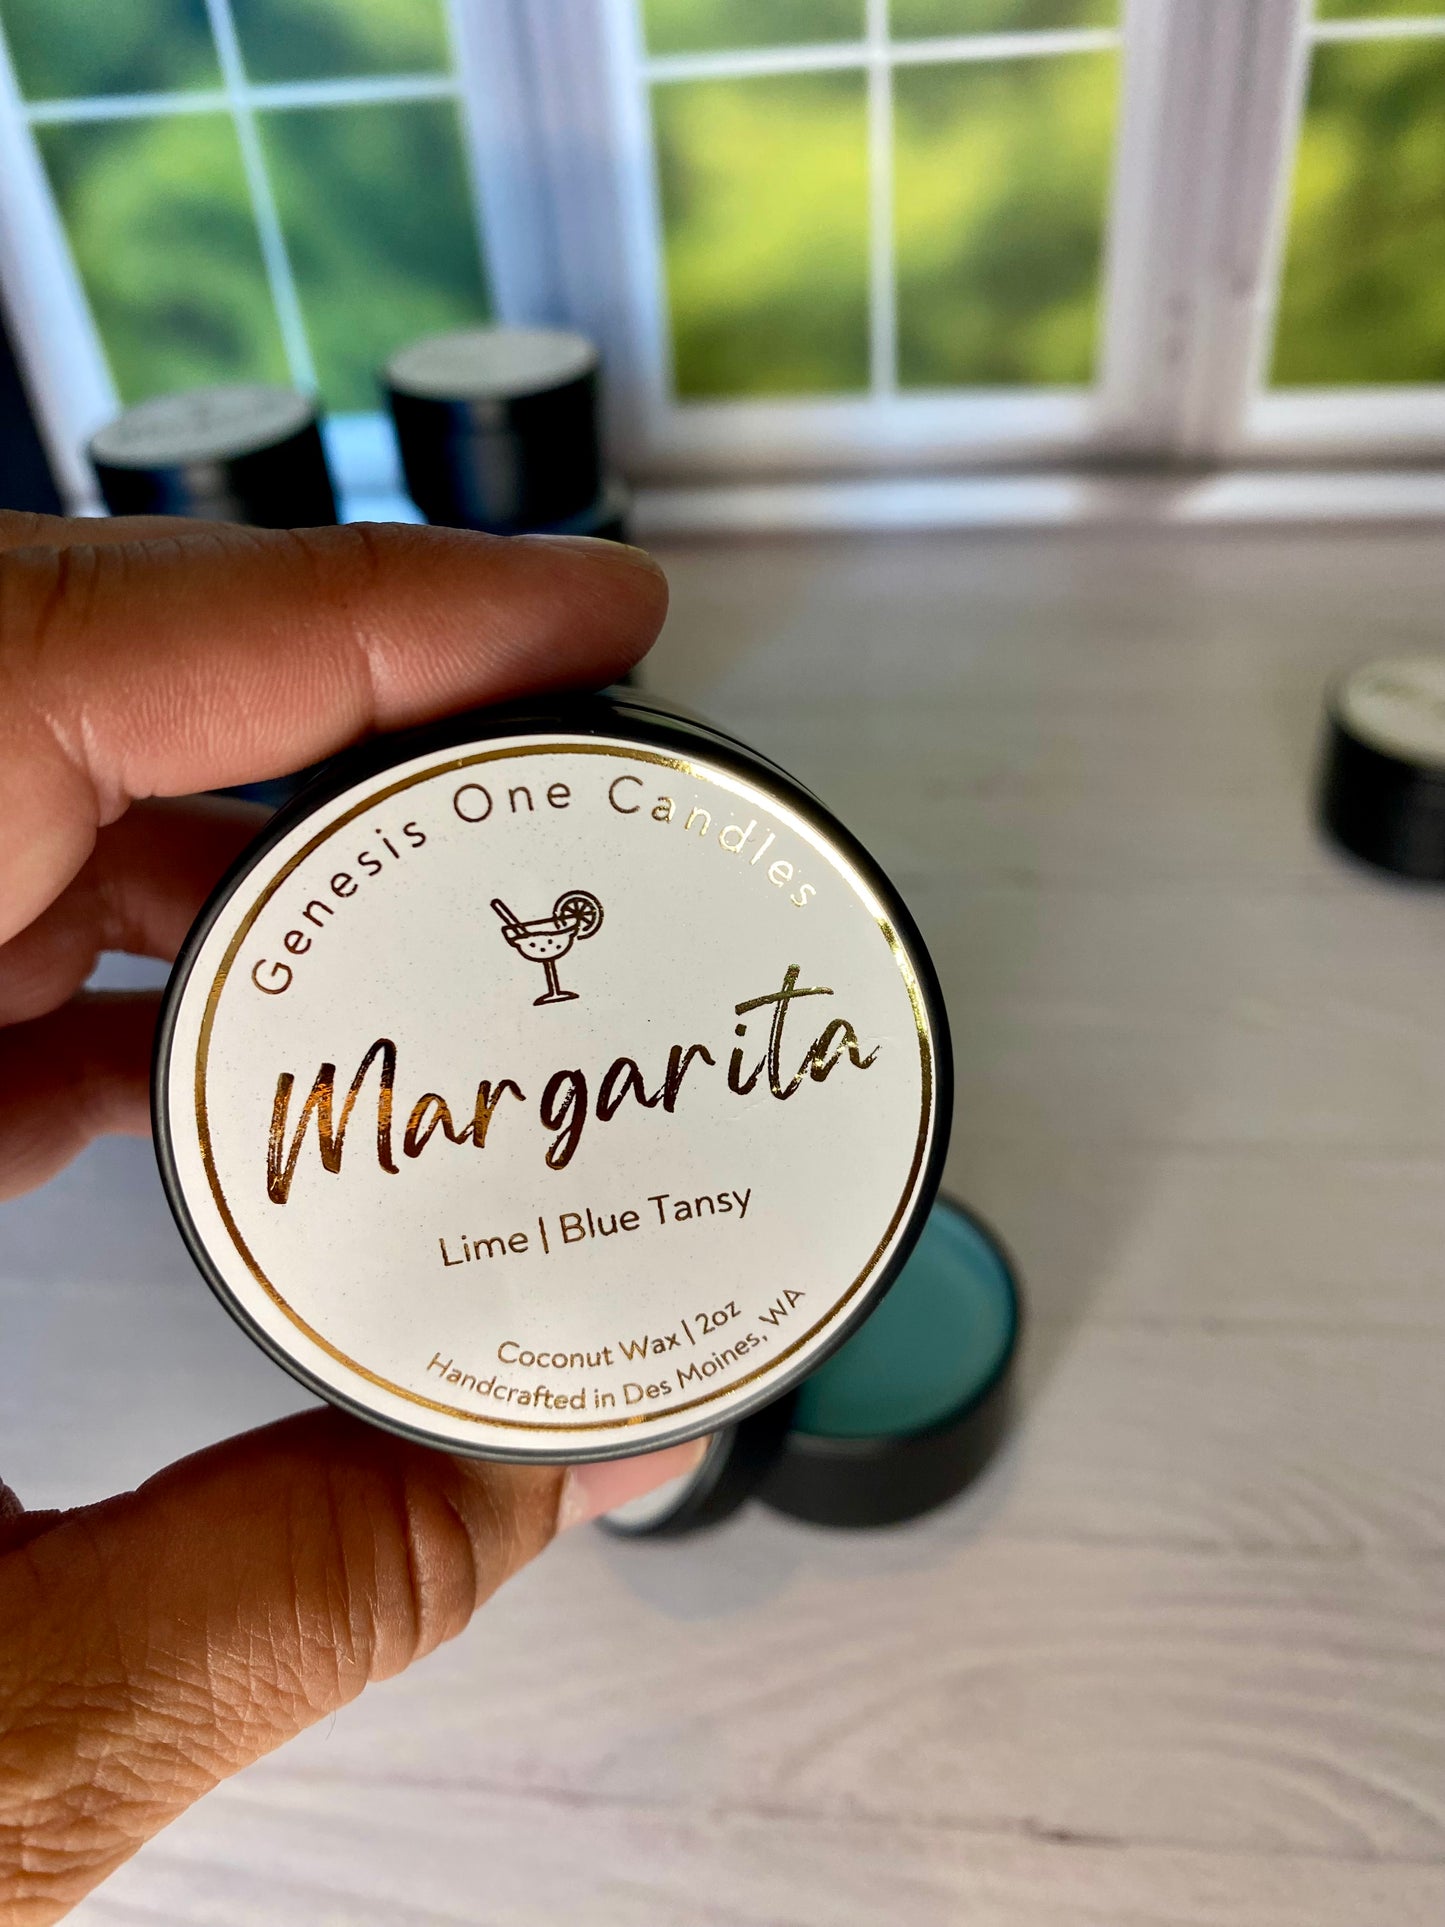 Genesis One Candles
Margarita
Lime | Blue Tansy
Coconut Wax | 2oz
Handcrafted in Des Moines, WA